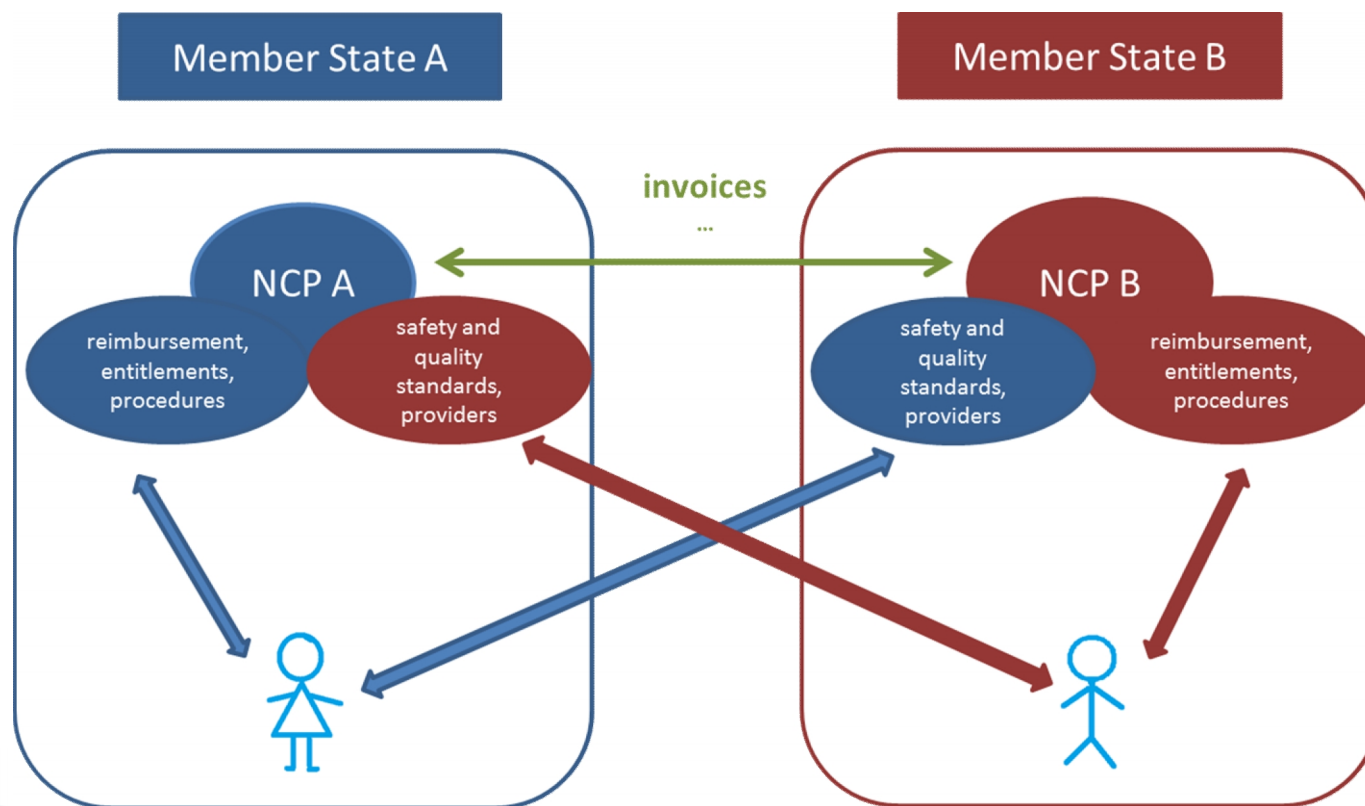 Member State A
Member State B
invoices
...
NCP A
reimbursement,
entitlements,
procedures
safety and
quality
standards,
providers
NCP B
safety and
quality
standards,
providers
reimbursement,
entitlements,
procedures